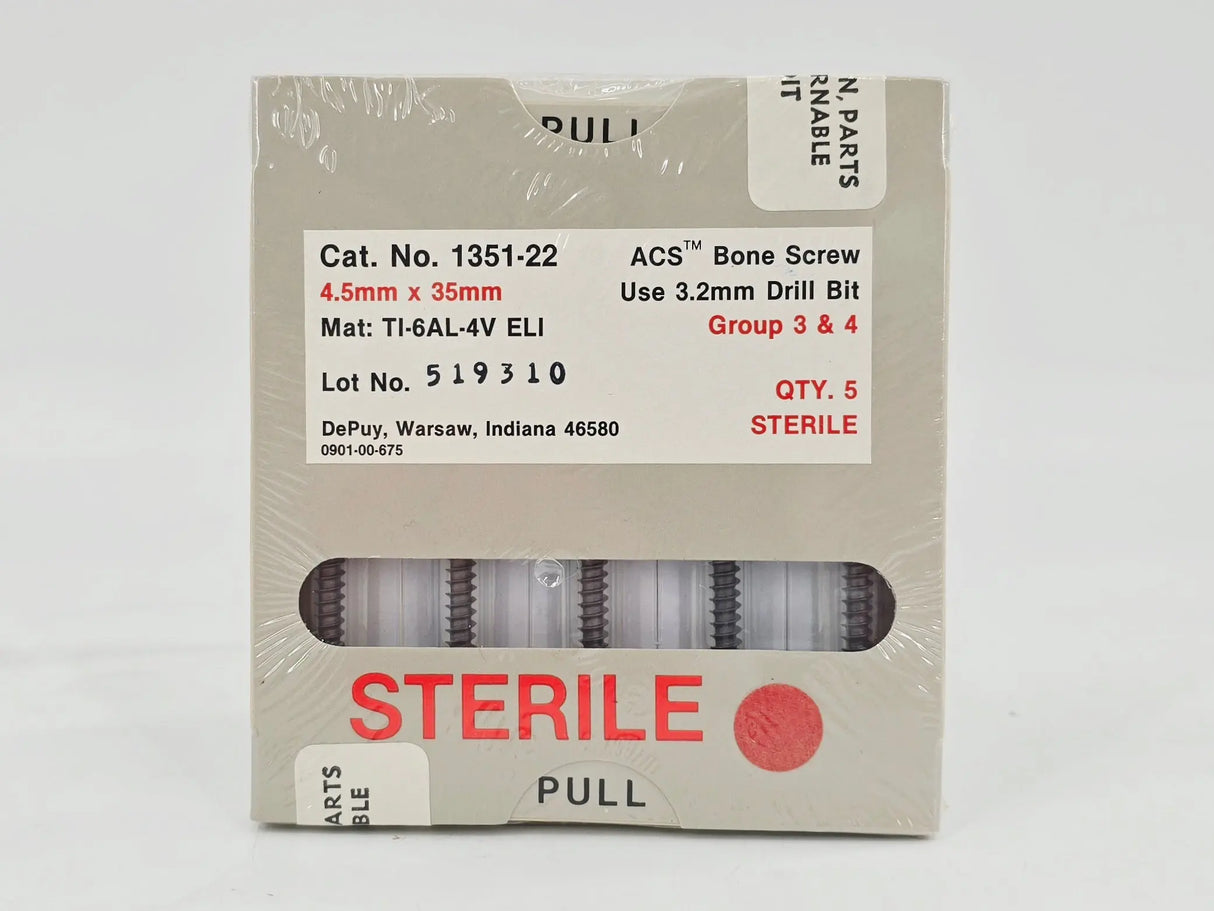 PULL
N, PARTS
RNABLE
IT
Cat. No. 1351-22
4.5mm x 35mm
Mat: TI-6AL-4V ELI
Lot No. 519310
DePuy, Warsaw, Indiana 46580
0901-00-675
ACS™ Bone Screw
Use 3.2mm Drill Bit
Group 3 & 4
QTY. 5
STERILE
STERILE
ARTS
BLE
PULL